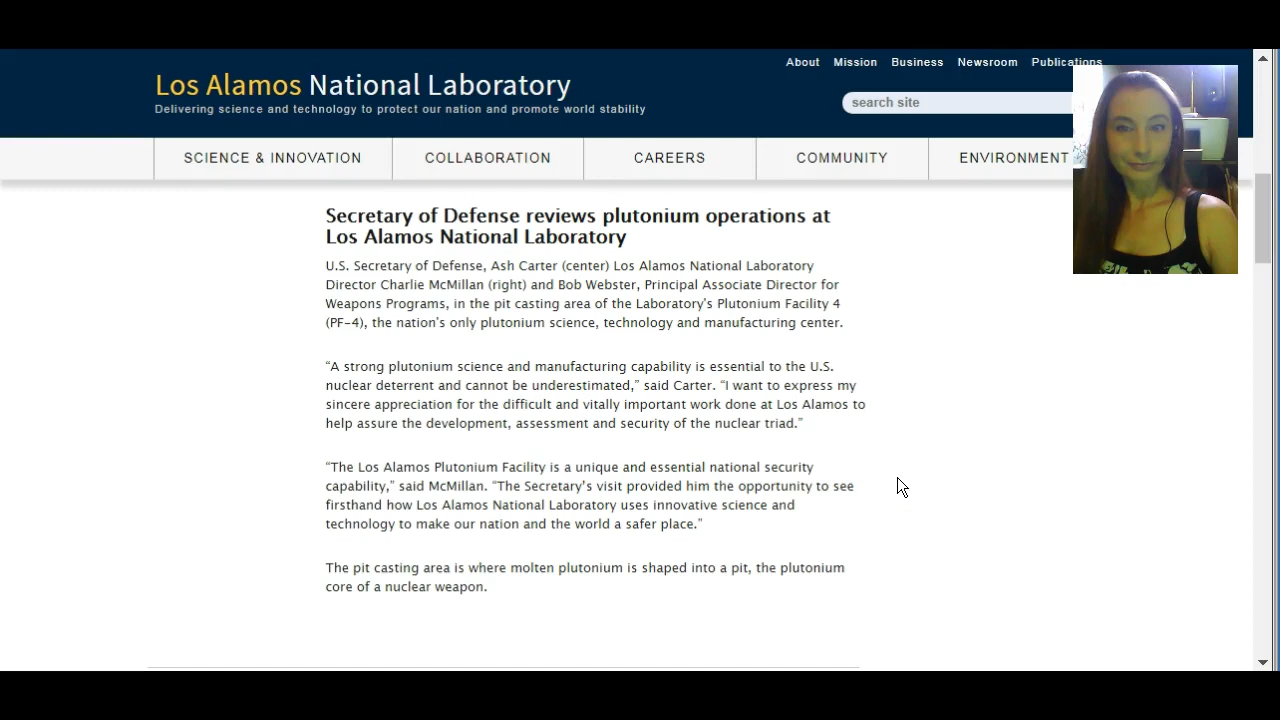 About Mission Business Newsroom Publications
Los Alamos National Laboratory
Delivering science and technology to protect our nation and promote world stability
search site
SCIENCE & INNOVATION COLLABORATION CAREERS COMMUNITY ENVIRONMENT
Secretary of Defense reviews plutonium operations at
Los Alamos National Laboratory
U.S. Secretary of Defense, Ash Carter (center) Los Alamos National Laboratory
Director Charlie McMillan (right) and Bob Webster, Principal Associate Director for
Weapons Programs, in the pit casting area of the Laboratory's Plutonium Facility 4
(PF-4), the nation's only plutonium science, technology and manufacturing center.
“A strong plutonium science and manufacturing capability is essential to the U.S.
nuclear deterrent and cannot be underestimated,” said Carter. “I want to express my
sincere appreciation for the difficult and vitally important work done at Los Alamos to
help assure the development, assessment and security of the nuclear triad.”
“The Los Alamos Plutonium Facility is a unique and essential national security
capability,” said McMillan. “The Secretary's visit provided him the opportunity to see
firsthand how Los Alamos National Laboratory uses innovative science and
technology to make our nation and the world a safer place.”
The pit casting area is where molten plutonium is shaped into a pit, the plutonium
core of a nuclear weapon.